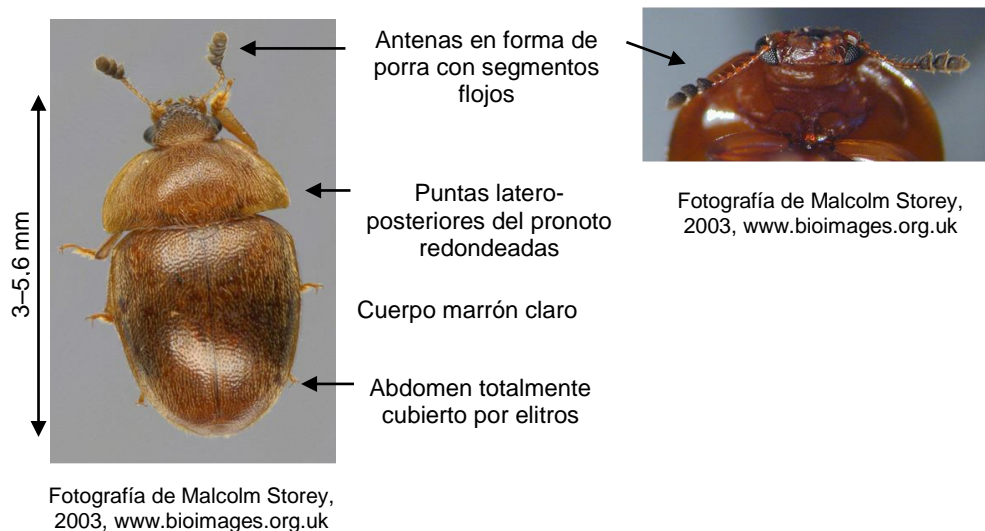 Antenas en forma de
porra con segmentos
flojos
Puntas latero-
posteriores del pronoto
redondeadas
Cuerpo marrón claro
Abdomen totalmente
cubierto por elitros
3–5.6 mm
Fotografía de Malcolm Storey,
2003, www.bioimages.org.uk
Fotografía de Malcolm Storey,
2003, www.bioimages.org.uk